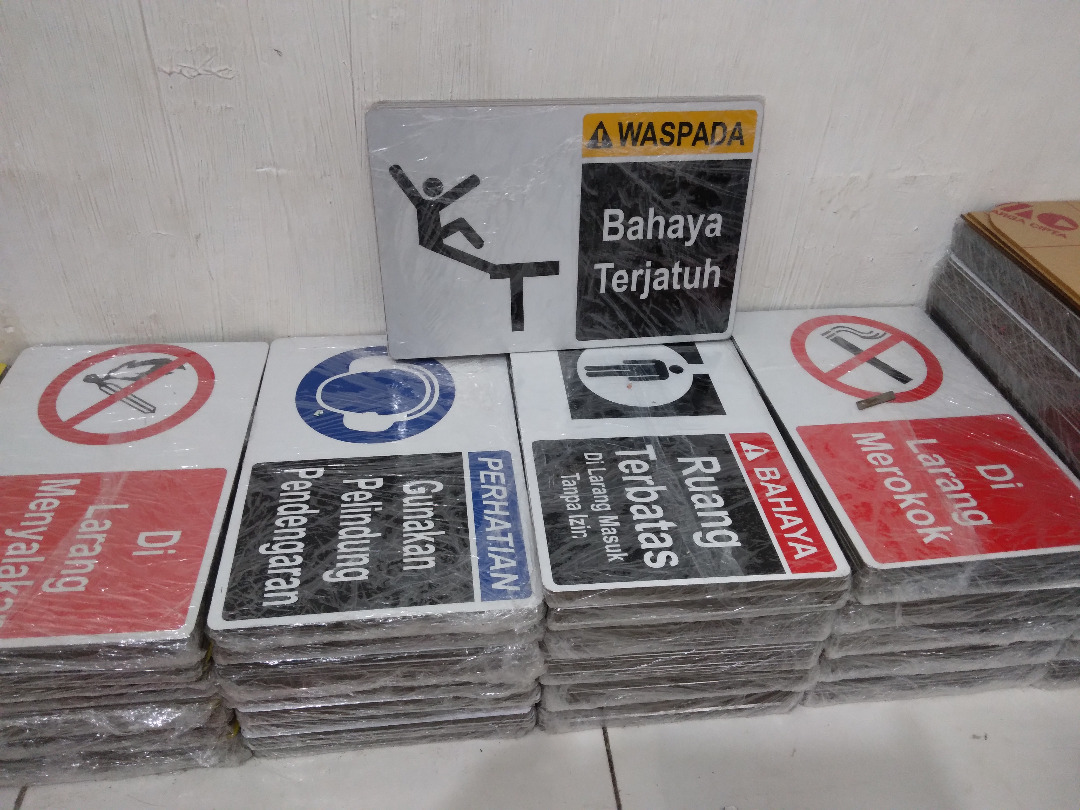 WASPADA
Bahaya
Terjatuh
Di
Larang
PERHATIAN
Gunakan
Pelindung
Pendengaran
BAHAYA
Ruang
Terbatas
Di Larang Masuk
Tanpa Izin
Di
Larang
Merokok
CIPTA